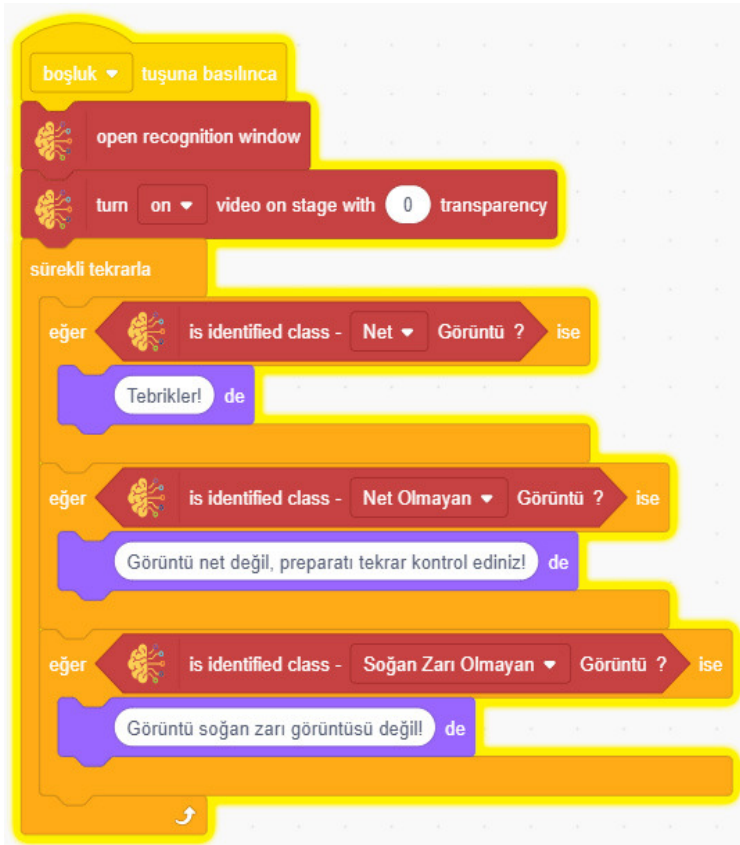 boşluk tuşuna basılınca
open recognition window
turn on video on stage with 0 transparency
sürekli tekrarla
eğer is identified class - Net Görüntü ? ise
Tebrikler! de
eğer is identified class - Net Olmayan Görüntü ? ise
Görüntü net değil, preparatı tekrar kontrol ediniz! de
eğer is identified class - Soğan Zarı Olmayan Görüntü ? ise
Görüntü soğan zarı görüntüsü değil! de